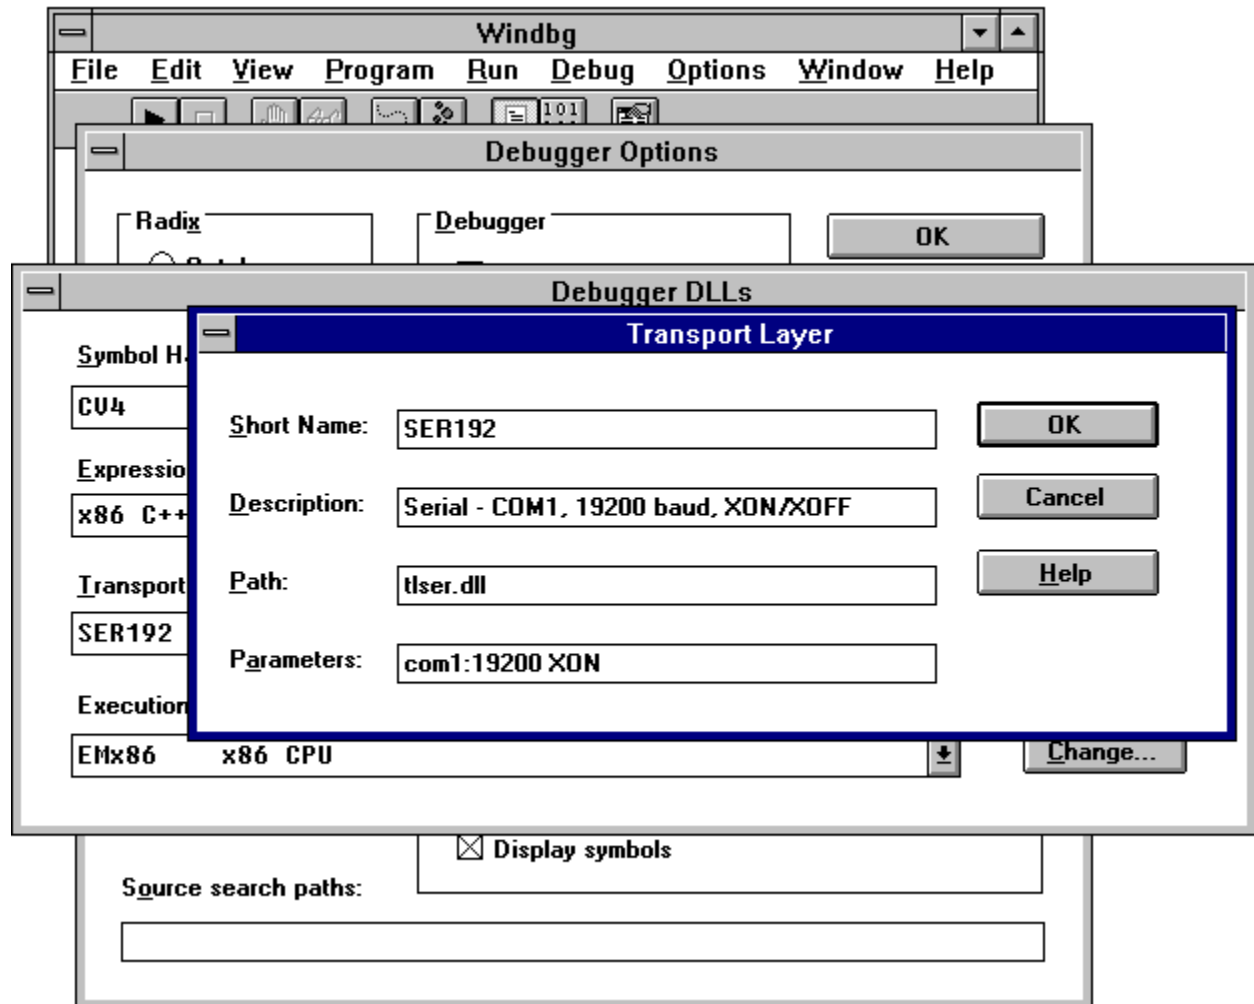 Windbg
File Edit View Program Run Debug Options Window Help
101
Debugger Options
Radix
Debugger
OK
Debugger DLLs
Transport Layer
Symbol
CV4
Short Name: SER192
OK
Description: Serial - COM1, 19200 baud, XON/XOFF
Cancel
x86 C++
Path: tlser.dll
Help
Transport
SER192
Parameters: com1:19200 XON
Execution
EMx86 x86 CPU
Change...
Display symbols
Source search paths: